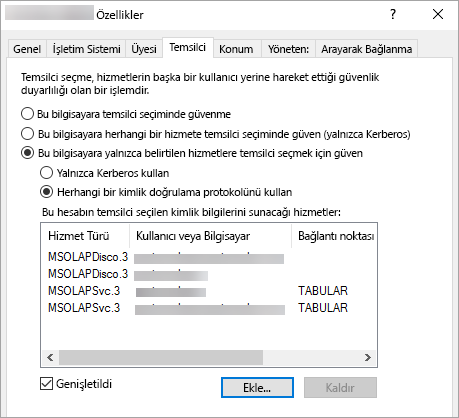 Özellikler
Genel
İşletim Sistemi
Üyesi
Temsilci
Konum
Yöneten:
Arayarak Bağlanma
Temsilci seçme, hizmetlerin başka bir kullanıcı yerine hareket ettiği güvenlik
duyarlılığı olan bir işlemdir.
Bu bilgisayara temsilci seçiminde güvenme
Bu bilgisayara herhangi bir hizmete temsilci seçiminde güven (yalnızca Kerberos)
Bu bilgisayara yalnızca belirtilen hizmetlere temsilci seçmek için güven
Yalnızca Kerberos kullan
Herhangi bir kimlik doğrulama protokolünü kullan
Bu hesabın temsilci seçilen kimlik bilgilerini sunacağı hizmetler:
Hizmet Türü Kullanıcı veya Bilgisayar Bağlantı noktası
MSOLAPDisco.3
MSOLAPDisco.3
MSOLAPSvc.3 TABULAR
MSOLAPSvc.3 TABULAR
Genişletildi
Ekle...
Kaldır